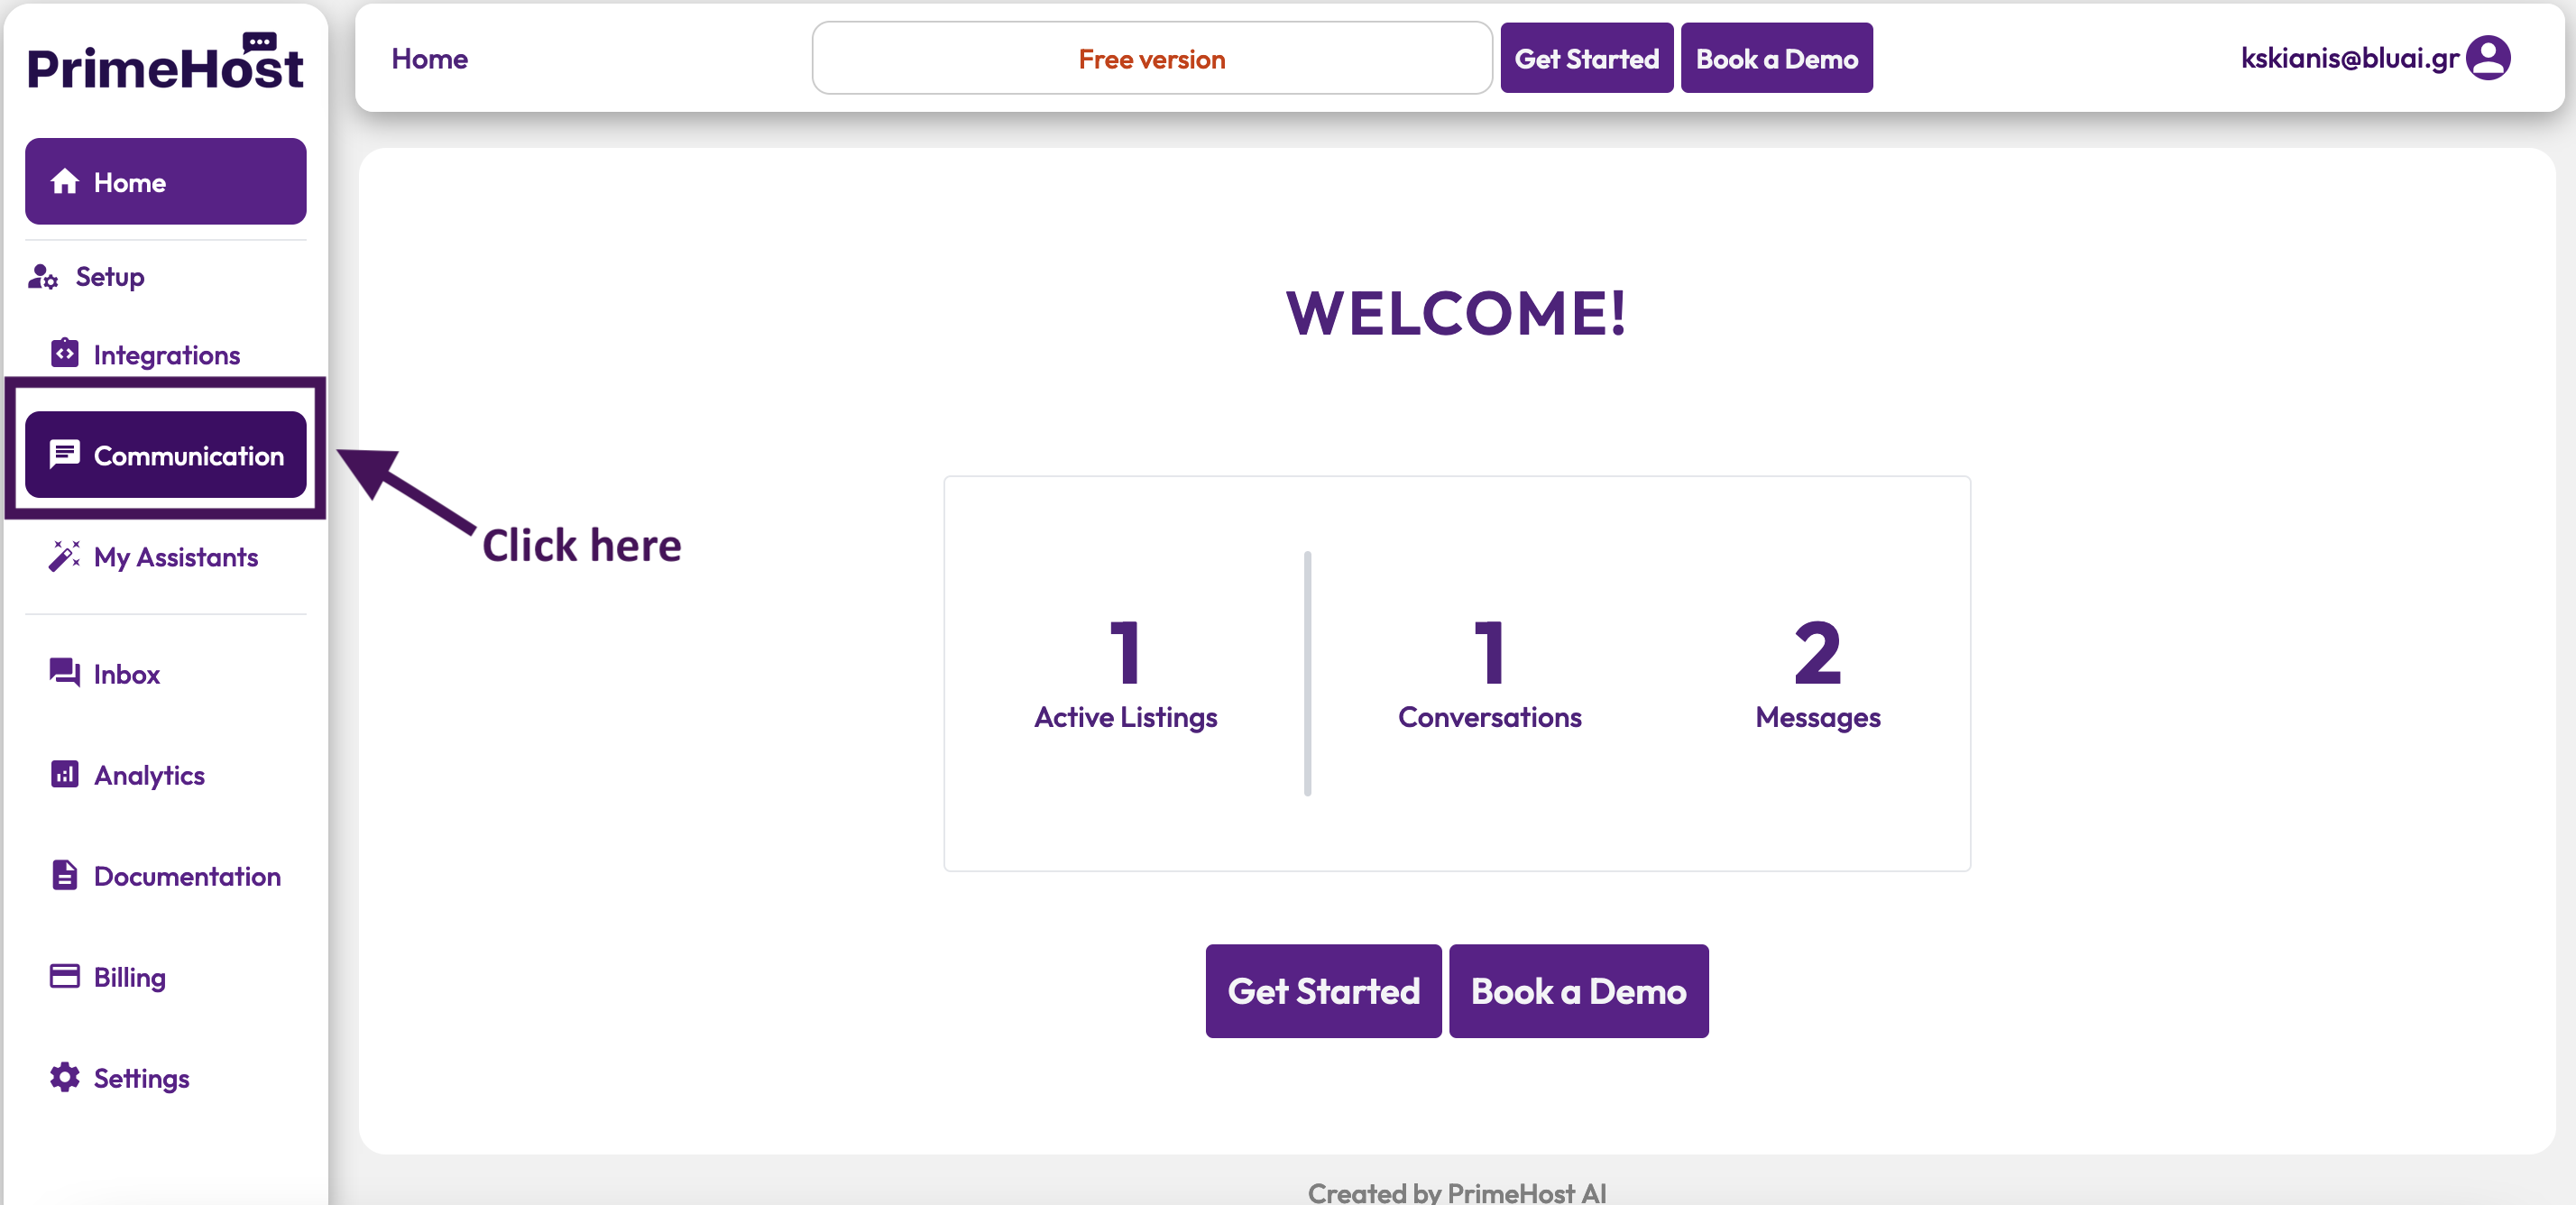 PrimeHost
Home
Setup
Integrations
Communication
My Assistants
Inbox
Analytics
Documentation
Billing
Settings
Home
Free version
Get Started
Book a Demo
kskianis@bluai.gr
WELCOME!
Click here
1
Active Listings
1
Conversations
2
Messages
Get Started
Book a Demo
Created by PrimeHost AI